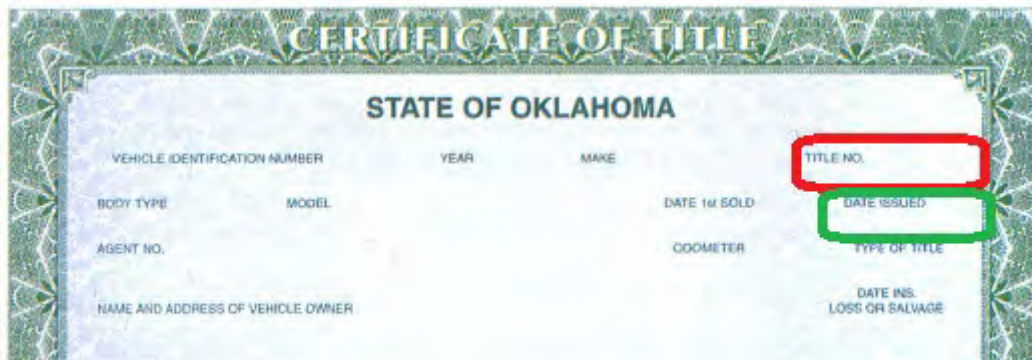 CERTIFICATE OF TITLE
STATE OF OKLAHOMA
VEHICLE IDENTIFICATION NUMBER YEAR MAKE TITLE NO.
BODY TYPE MODEL DATE 1st SOLD DATE ISSUED
AGENT NO. ODOMETER TYPE OF TITLE
DATE INS.
NAME AND ADDRESS OF VEHICLE OWNER LOSS OR SALVAGE